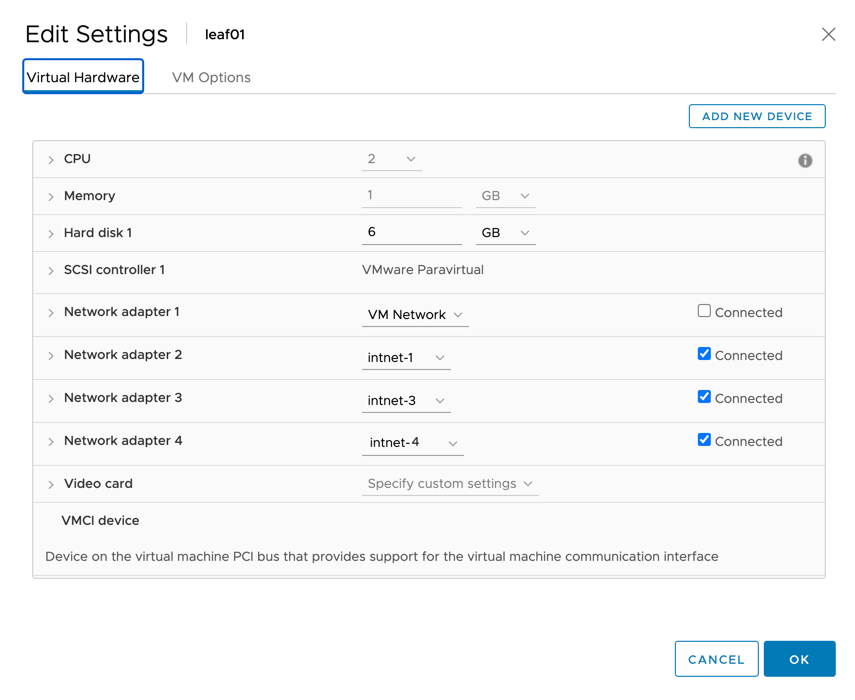 Edit Settings leaf01
Virtual Hardware VM Options
ADD NEW DEVICE
CPU 2
Memory 1 GB
Hard disk 1 6 GB
SCSI controller 1 VMware Paravirtual
Network adapter 1 VM Network Connected
Network adapter 2 intnet-1 Connected
Network adapter 3 intnet-3 Connected
Network adapter 4 intnet-4 Connected
Video card Specify custom settings
VMCI device
Device on the virtual machine PCI bus that provides support for the virtual machine communication interface
CANCEL OK